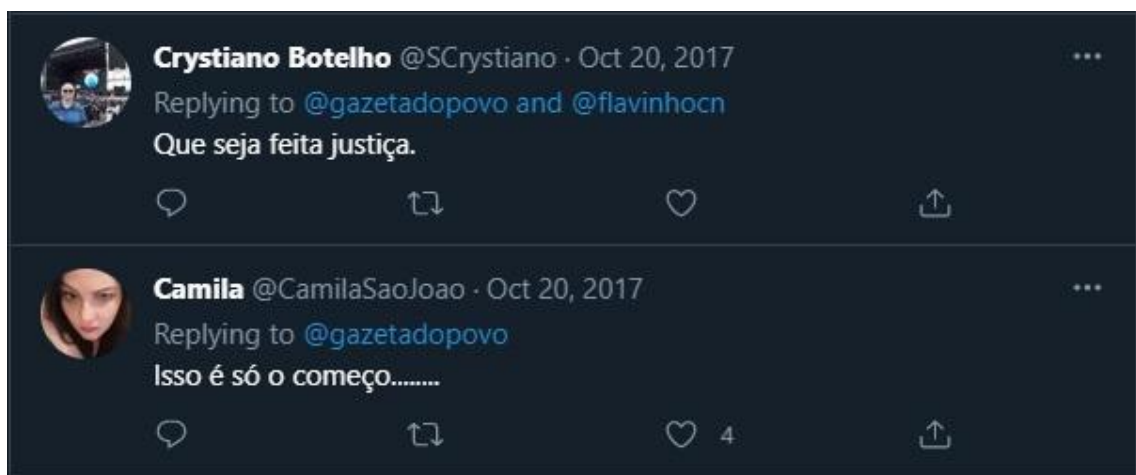 Crystiano Botelho @SCrystiano · Oct 20, 2017
Replying to @gazetadopovo and @flavinhocn
Que seja feita justiça.
Camila @CamilaSaoJoao · Oct 20, 2017
Replying to @gazetadopovo
Isso é só o começo........
4